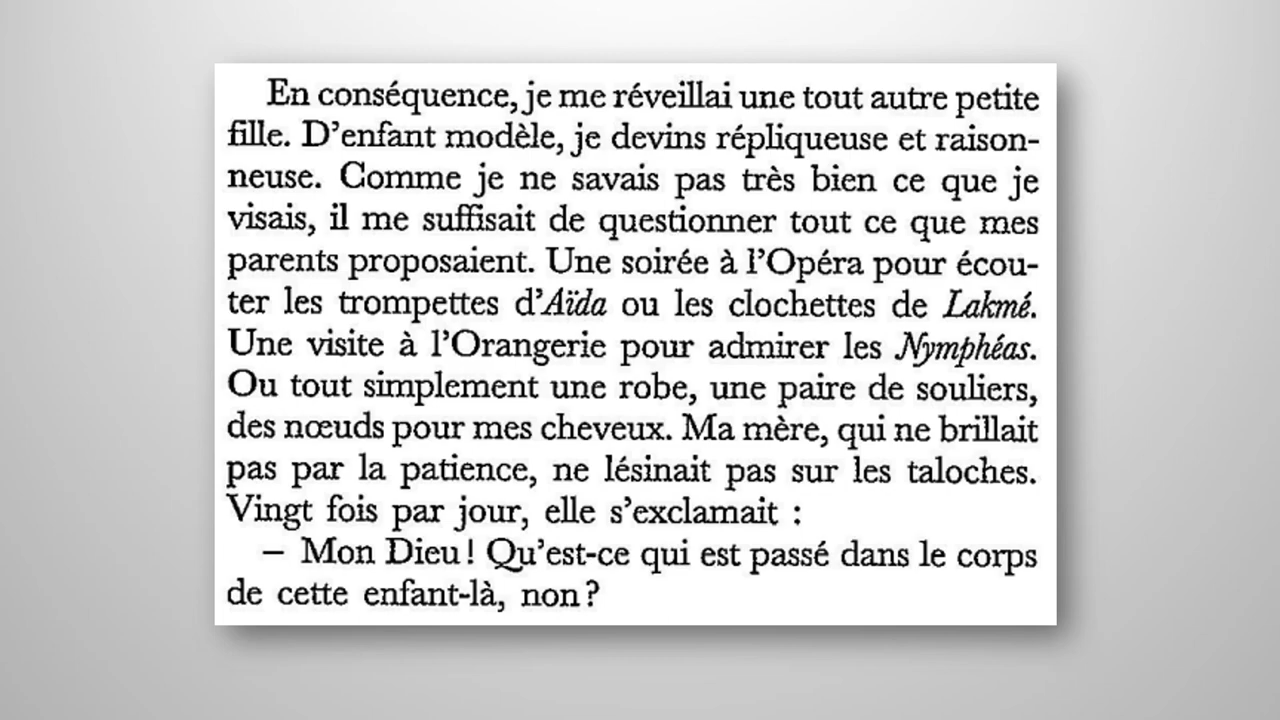 En conséquence, je me réveillai une tout autre petite
fille. D’enfant modèle, je devins répliqueuse et raison-
neuse. Comme je ne savais pas très bien ce que je
visais, il me suffisait de questionner tout ce que mes
parents proposaient. Une soirée à l’Opéra pour écou-
ter les trompettes d’Aïda ou les clochettes de Lakmé.
Une visite à l’Orangerie pour admirer les Nymphéas.
Ou tout simplement une robe, une paire de souliers,
des nœuds pour mes cheveux. Ma mère, qui ne brillait
pas par la patience, ne lésinait pas sur les taloches.
Vingt fois par jour, elle s’exclamait :
– Mon Dieu ! Qu’est-ce qui est passé dans le corps
de cette enfant-là, non ?